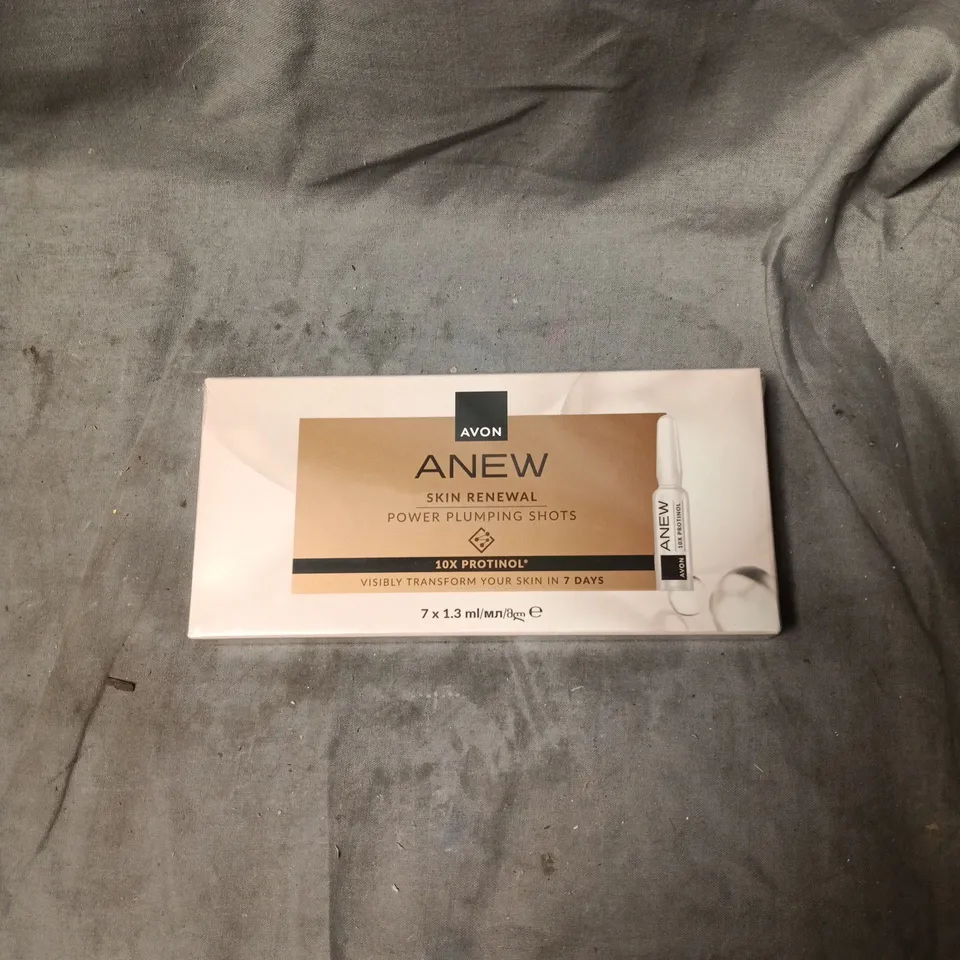 AVON
ANEW
SKIN RENEWAL
POWER PLUMPING SHOTS
10X PROTINOL*
VISIBLY TRANSFORM YOUR SKIN IN 7 DAYS
7 x 1.3 ml/мл/მლ ℮
AVON
ANEW
10X PROTINOL